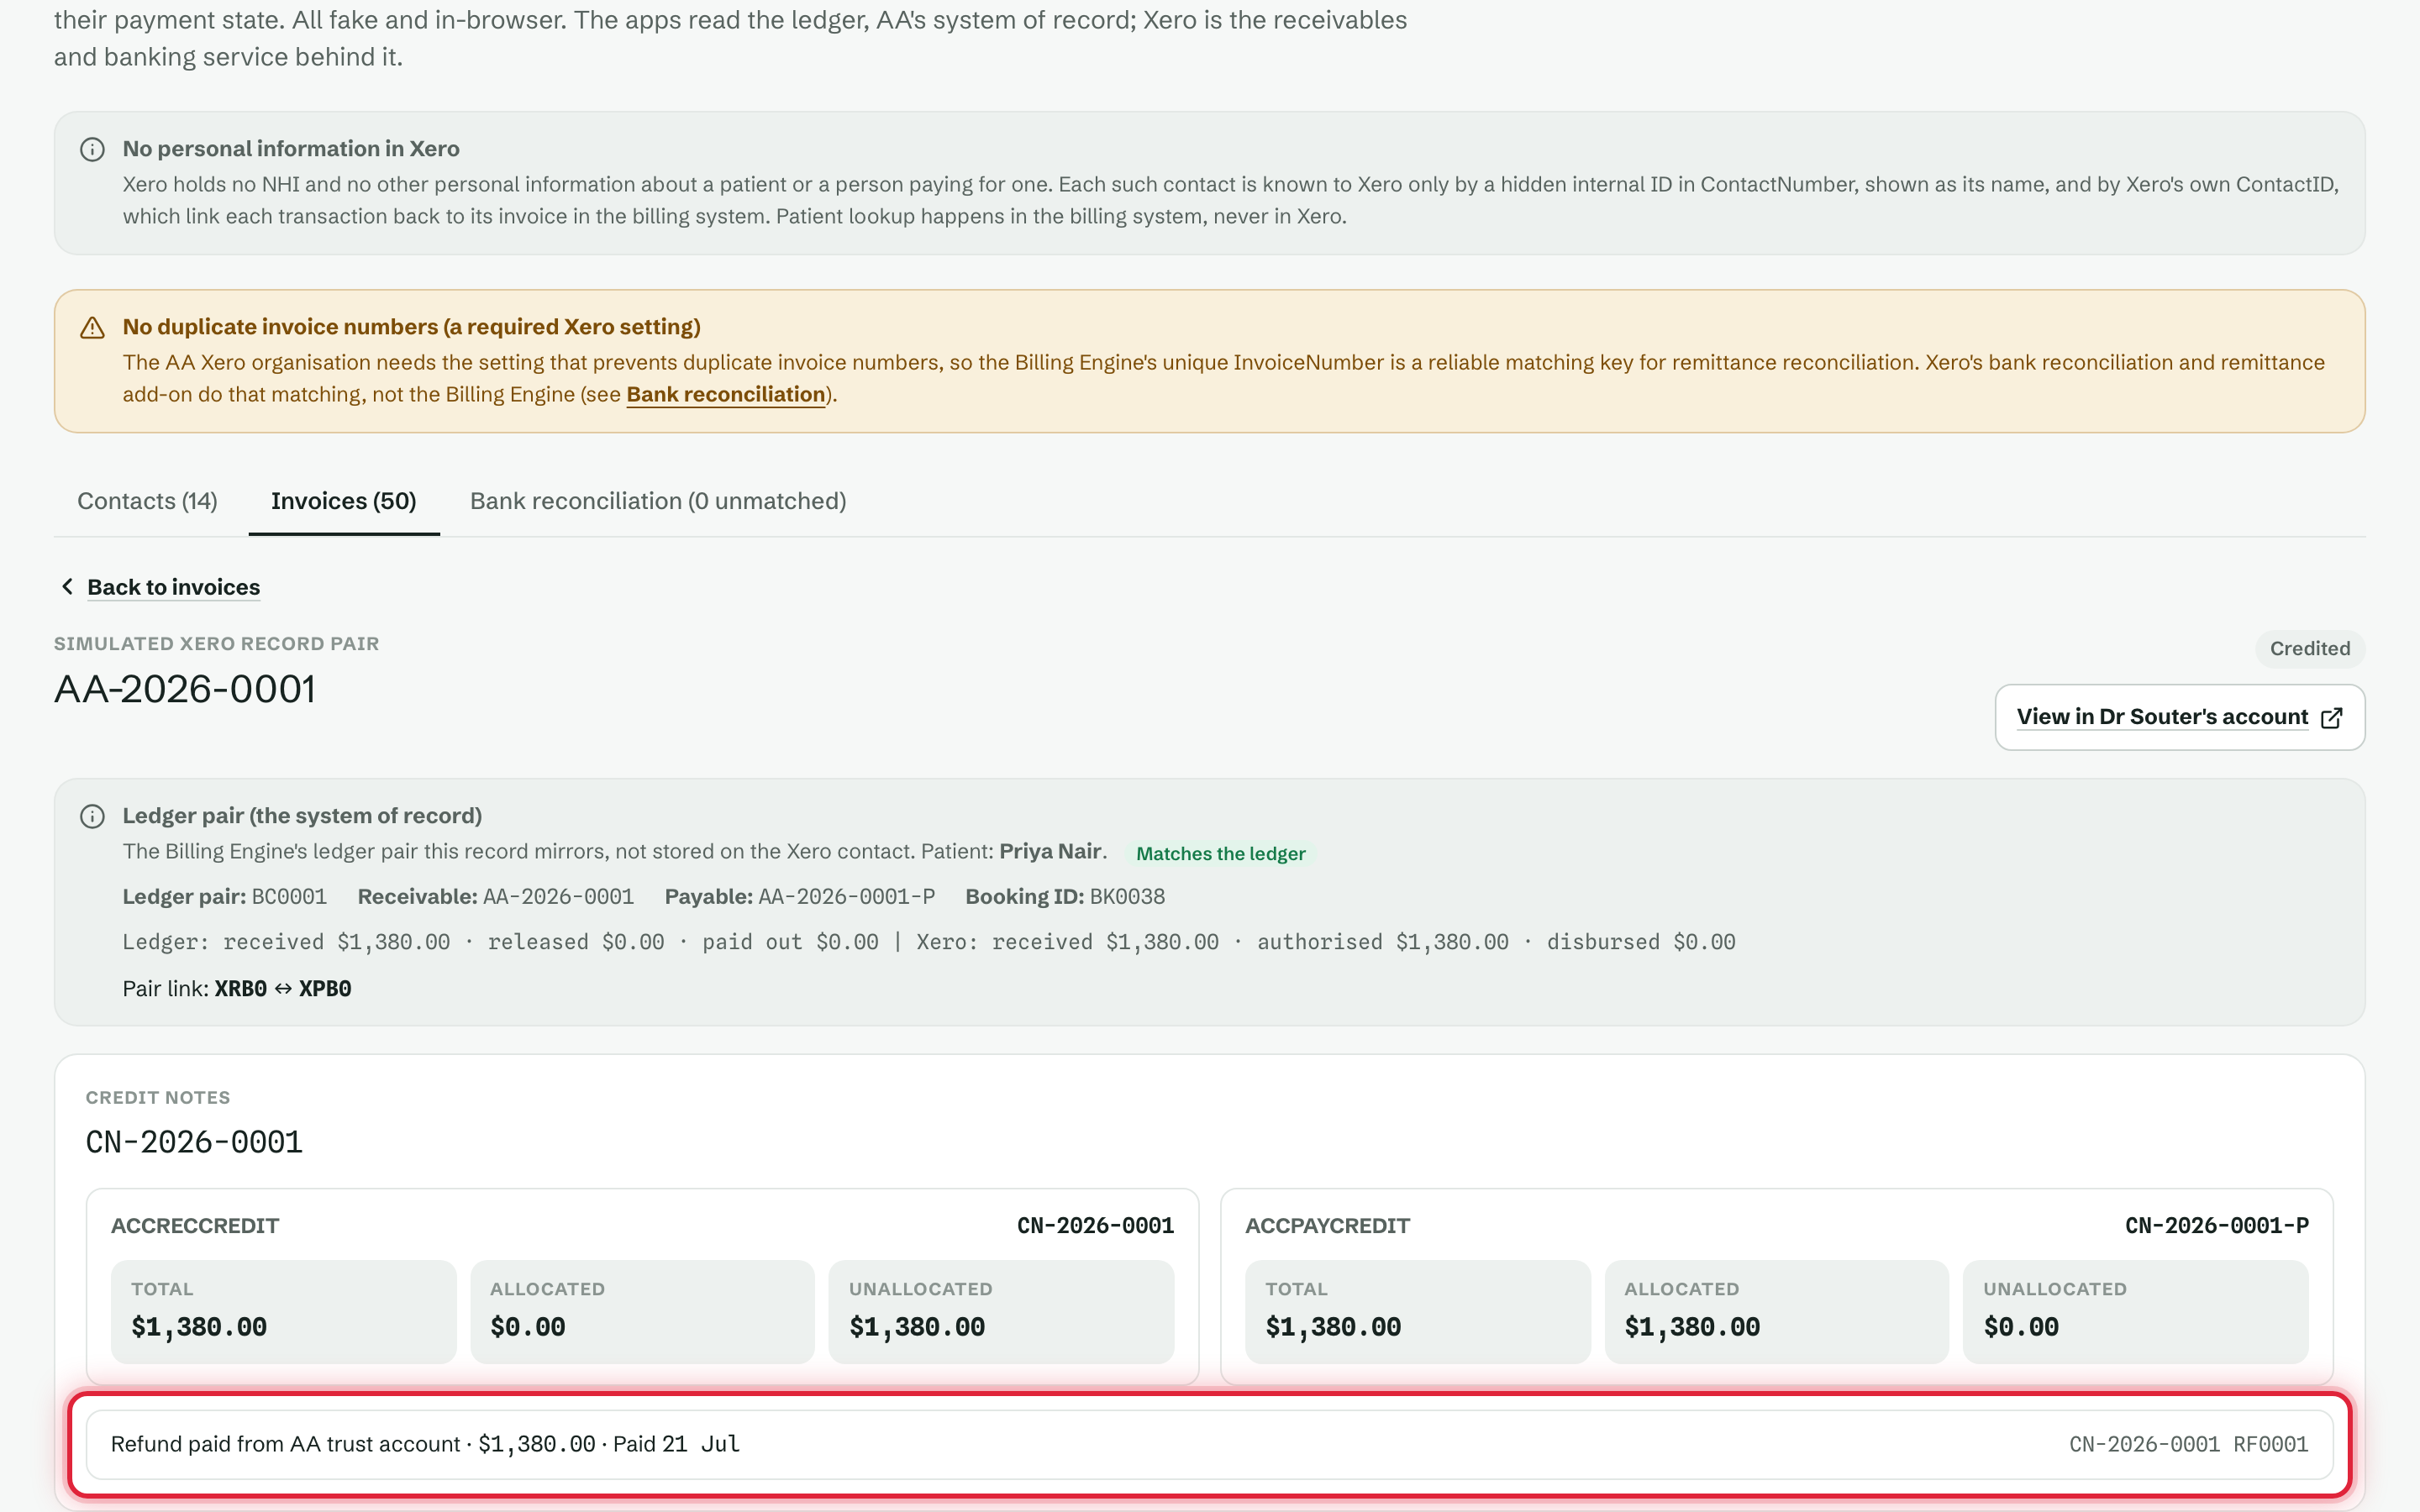 their payment state. All fake and in-browser. The apps read the ledger, AA's system of record; Xero is the receivables
and banking service behind it.
No personal information in Xero
Xero holds no NHI and no other personal information about a patient or a person paying for one. Each such contact is known to Xero only by a hidden internal ID in ContactNumber, shown as its name, and by Xero's own ContactID,
which link each transaction back to its invoice in the billing system. Patient lookup happens in the billing system, never in Xero.
No duplicate invoice numbers (a required Xero setting)
The AA Xero organisation needs the setting that prevents duplicate invoice numbers, so the Billing Engine's unique InvoiceNumber is a reliable matching key for remittance reconciliation. Xero's bank reconciliation and remittance
add-on do that matching, not the Billing Engine (see Bank reconciliation).
Contacts (14) Invoices (50) Bank reconciliation (0 unmatched)
Back to invoices
SIMULATED XERO RECORD PAIR
Credited
AA-2026-0001
View in Dr Souter's account
Ledger pair (the system of record)
The Billing Engine's ledger pair this record mirrors, not stored on the Xero contact. Patient: Priya Nair. Matches the ledger
Ledger pair: BC0001 Receivable: AA-2026-0001 Payable: AA-2026-0001-P Booking ID: BK0038
Ledger: received $1,380.00 · released $0.00 · paid out $0.00 | Xero: received $1,380.00 · authorised $1,380.00 · disbursed $0.00
Pair link: XRB0 ↔ XPB0
CREDIT NOTES
CN-2026-0001
ACCRECCREDIT CN-2026-0001
TOTAL ALLOCATED UNALLOCATED
$1,380.00 $0.00 $1,380.00
ACCPAYCREDIT CN-2026-0001-P
TOTAL ALLOCATED UNALLOCATED
$1,380.00 $1,380.00 $0.00
Refund paid from AA trust account · $1,380.00 · Paid 21 Jul CN-2026-0001 RF0001